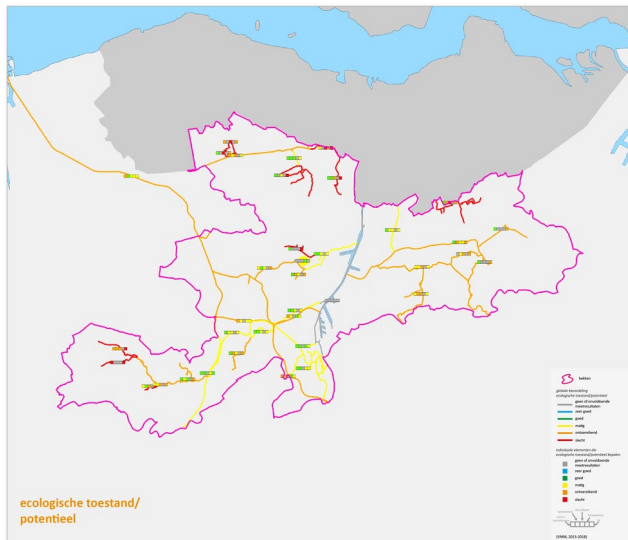 bekken
globale beoordeling
ecologische toestand/potentieel
geen of onvoldoende
meetresultaten
zeer goed
goed
matig
ontoereikend
slecht
individuele elementen die
ecologische toestand/potentieel bepalen
geen of onvoldoende
meetresultaten
zeer goed
goed
matig
ontoereikend
slecht
(VMM, 2013-2018)
ecologische toestand/
potentieel